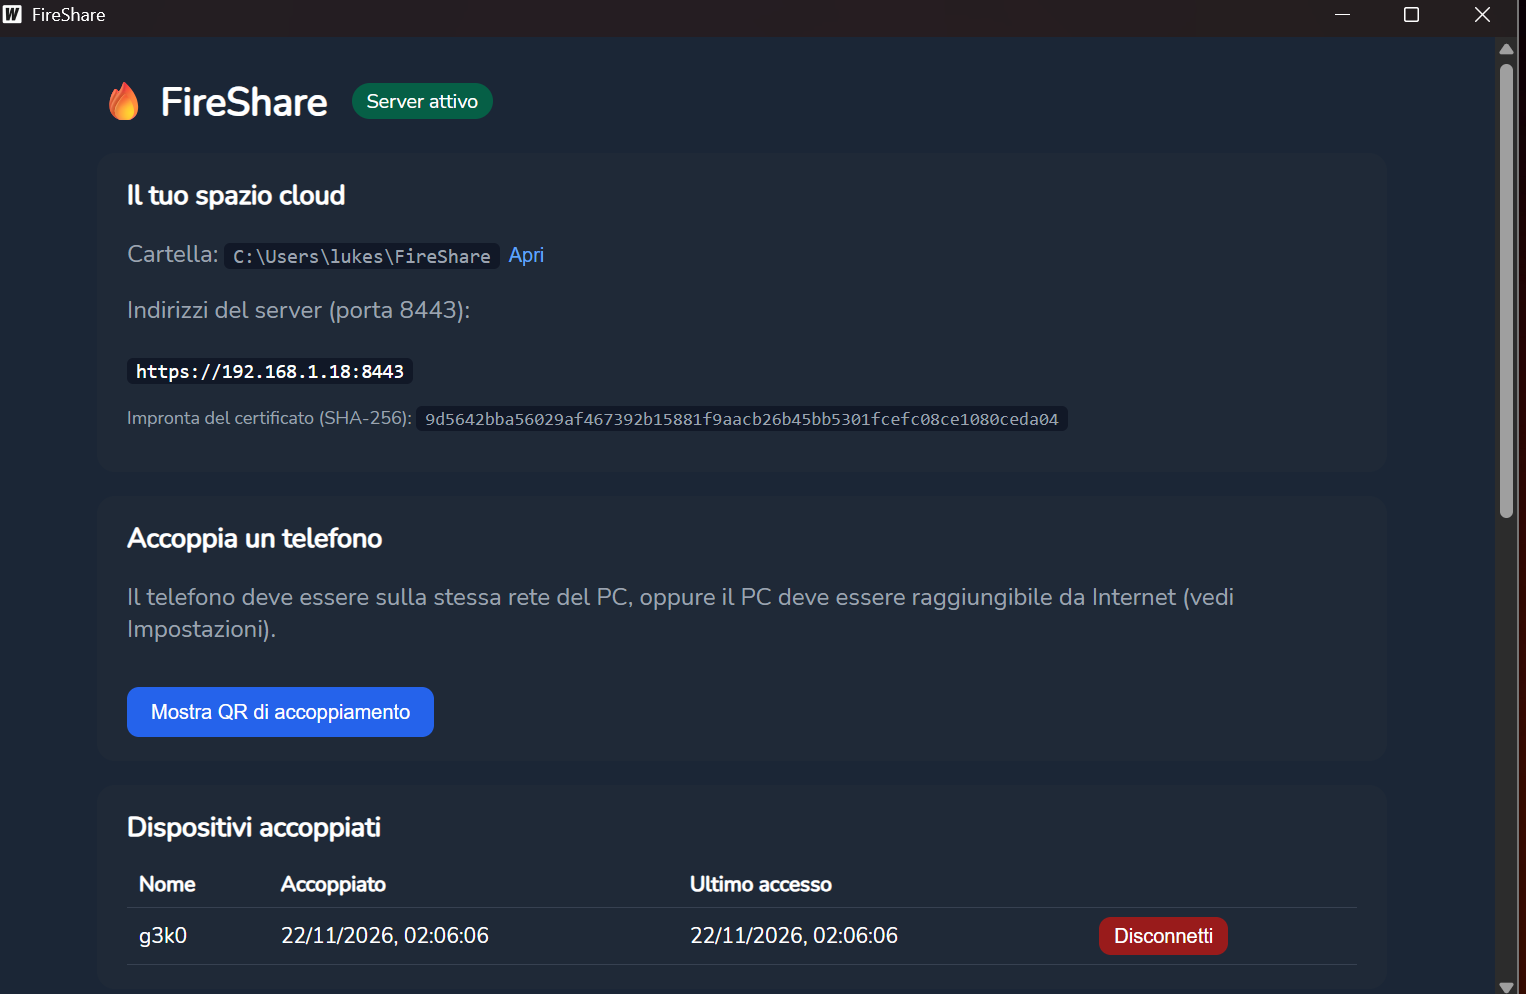 FireShare
FireShare Server attivo
Il tuo spazio cloud
Cartella: C:\Users\lukes\FireShare Apri
Indirizzi del server (porta 8443):
https://192.168.1.18:8443
Impronta del certificato (SHA-256): 9d5642bba56029af467392b15881f9aacb26b45bb5301fcefc08ce1080ceda04
Accoppia un telefono
Il telefono deve essere sulla stessa rete del PC, oppure il PC deve essere raggiungibile da Internet (vedi
Impostazioni).
Mostra QR di accoppiamento
Dispositivi accoppiati
Nome Accoppiato Ultimo accesso
g3k0 22/11/2026, 02:06:06 22/11/2026, 02:06:06 Disconnetti